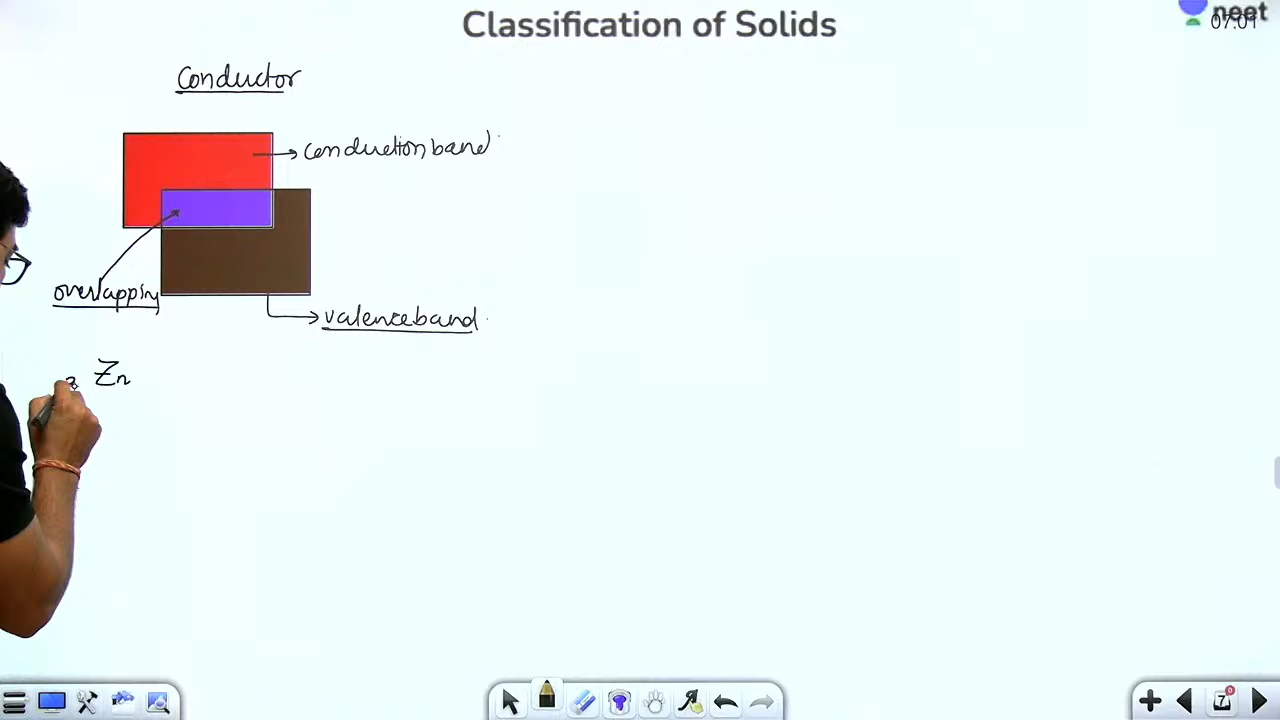 Classification of Solids
neet
07:01
Conductor
conduction band
overlapping
valence band
Zn